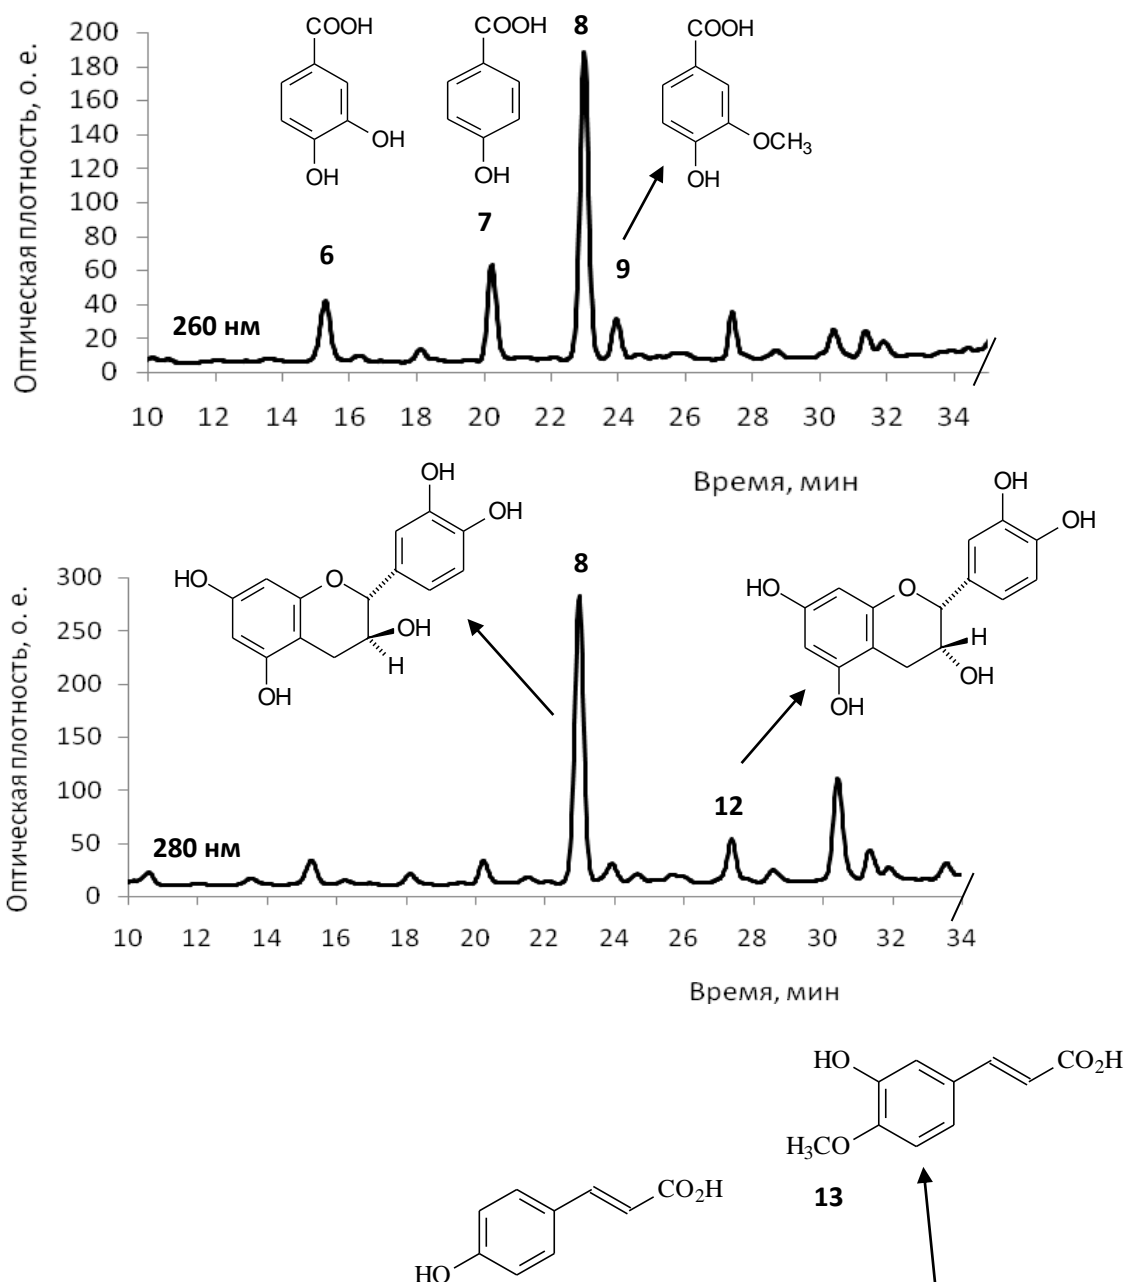 Оптическая плотность, о. е.
200
180
160
140
120
100
80
60
40
20
0
COOH
OH
OH
6
COOH
OH
7
8
COOH
OCH3
OH
9
260 нм
10 12 14 16 18 20 22 24 26 28 30 32 34
Время, мин
Оптическая плотность, о. е.
300
250
200
150
100
50
0
OH
OH
HO
O
OH
H
OH
8
OH
OH
HO
O
H
OH
OH
12
280 нм
10 12 14 16 18 20 22 24 26 28 30 32 34
Время, мин
HO
CO2H
H3CO
13
CO2H
HO